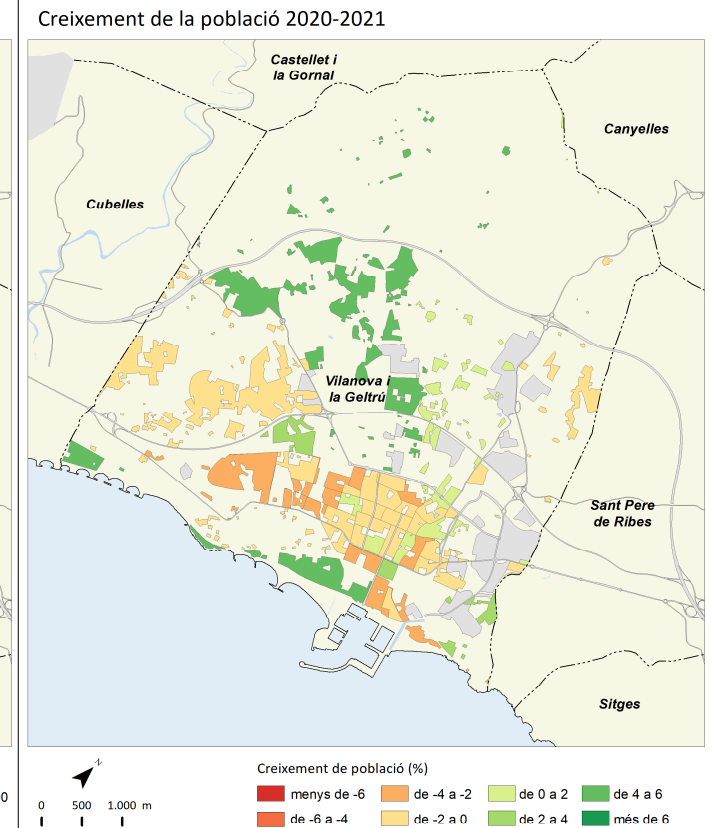 Creixement de la població 2020-2021
Castellet i
la Gornal
Canyelles
Cubelles
Vilanova i
la Geltrú
Sant Pere
de Ribes
Sitges
N
0
0 500 1.000 m
Creixement de població (%)
menys de -6
de -4 a -2
de 0 a 2
de 4 a 6
de -6 a -4
de -2 a 0
de 2 a 4
més de 6